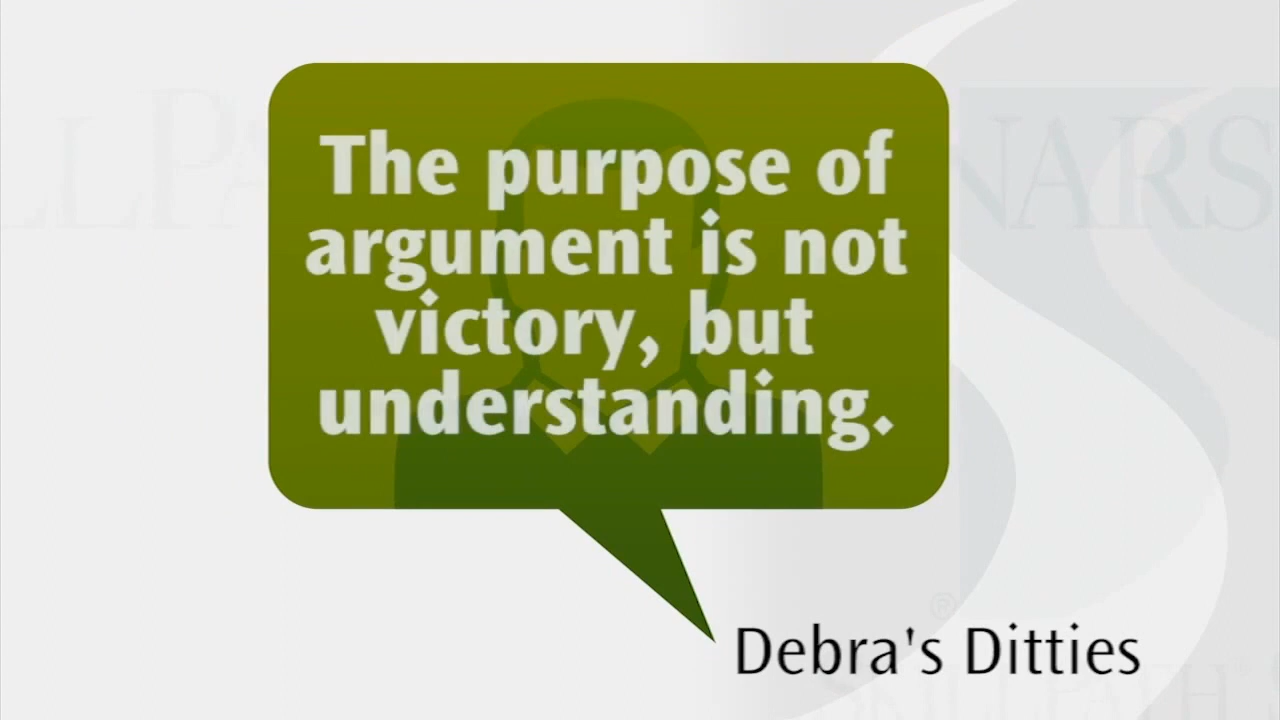 The purpose of
argument is not
victory, but
understanding.
Debra's Ditties